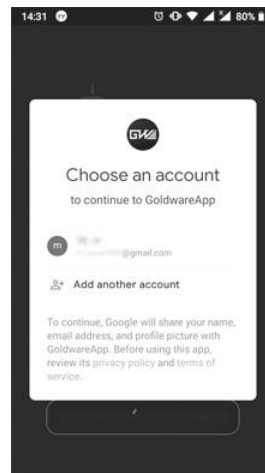 14:31
80%
GW
Choose an account
to continue to GoldwareApp
m
@gmail.com
Add another account
To continue, Google will share your name,
email address, and profile picture with
GoldwareApp. Before using this app,
review its privacy policy and terms of
service.